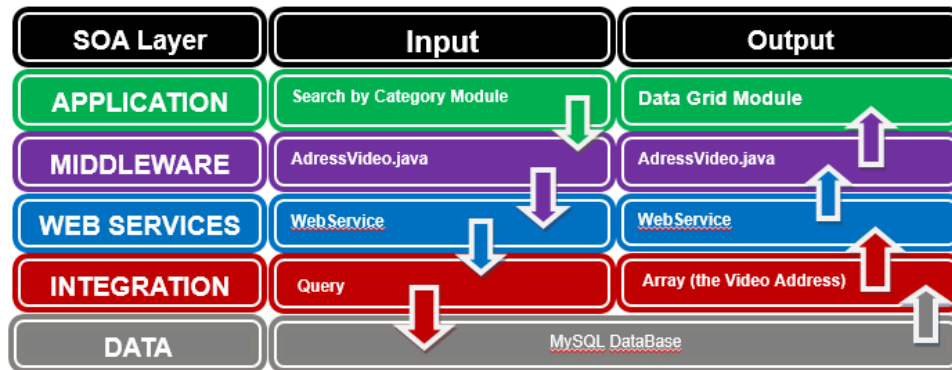 SOA Layer Input Output
APPLICATION Search by Category Module Data Grid Module
MIDDLEWARE AdressVideo.java AdressVideo.java
WEB SERVICES WebService WebService
INTEGRATION Query Array (the Video Address)
DATA MySQL DataBase